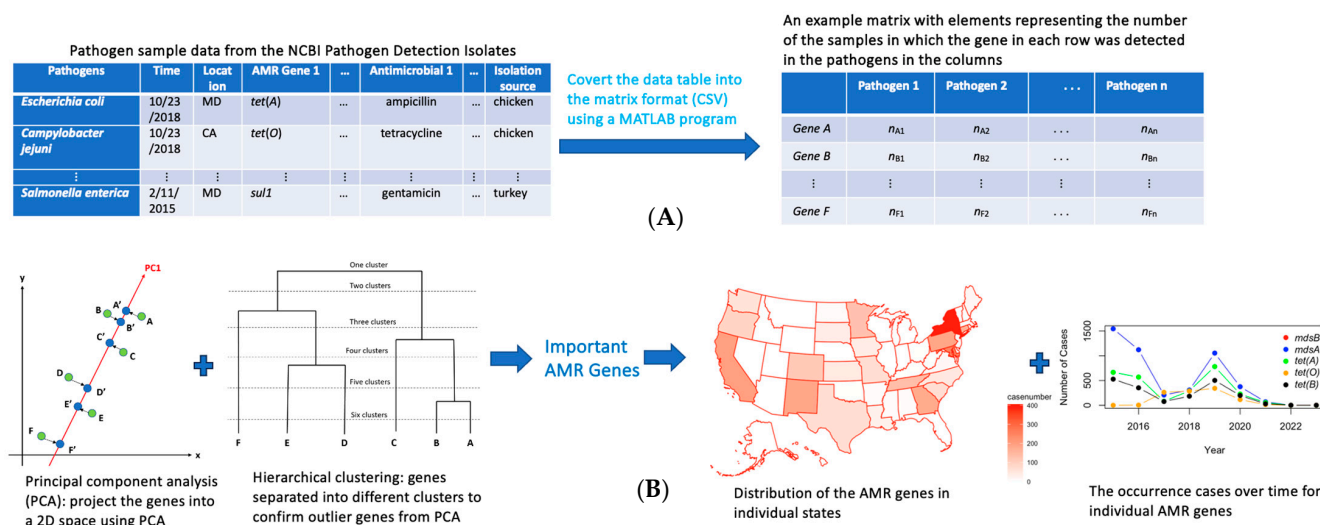 Pathogen sample data from the NCBI Pathogen Detection Isolates
Pathogens Time Locat ion AMR Gene 1 ... Antimicrobial 1 ... Isolation source
Escherichia coli 10/23 /2018 MD tet(A) ... ampicillin ... chicken
Campylobacter jejuni 10/23 /2018 CA tet(O) ... tetracycline ... chicken
⋮ ⋮ ⋮ ⋮ ⋮ ⋮ ⋮ ⋮
Salmonella enterica 2/11/ 2015 MD sul1 ... gentamicin ... turkey
Covert the data table into
the matrix format (CSV)
using a MATLAB program
An example matrix with elements representing the number
of the samples in which the gene in each row was detected
in the pathogens in the columns
Pathogen 1 Pathogen 2 . . . Pathogen n
Gene A nA1 nA2 . . . nAn
Gene B nB1 nB2 . . . nBn
⋮ ⋮ ⋮ ⋮ ⋮
Gene F nF1 nF2 . . . nFn
(A)
y
PC1
A'
B
A
B'
C'
C
D
D'
E'
E
F
F'
x
Principal component analysis
(PCA): project the genes into
a 2D space using PCA
One cluster
Two clusters
Three clusters
Four clusters
Five clusters
Six clusters
F E D C B A
Hierarchical clustering: genes
separated into different clusters to
confirm outlier genes from PCA
Important
AMR Genes
(B)
casenumber
400
300
200
100
0
Distribution of the AMR genes in
individual states
Number of Cases
1500
500
0
2016 2018 2020 2022
Year
mdsB
mdsA
tet(A)
tet(O)
tet(B)
The occurrence cases over time for
individual AMR genes